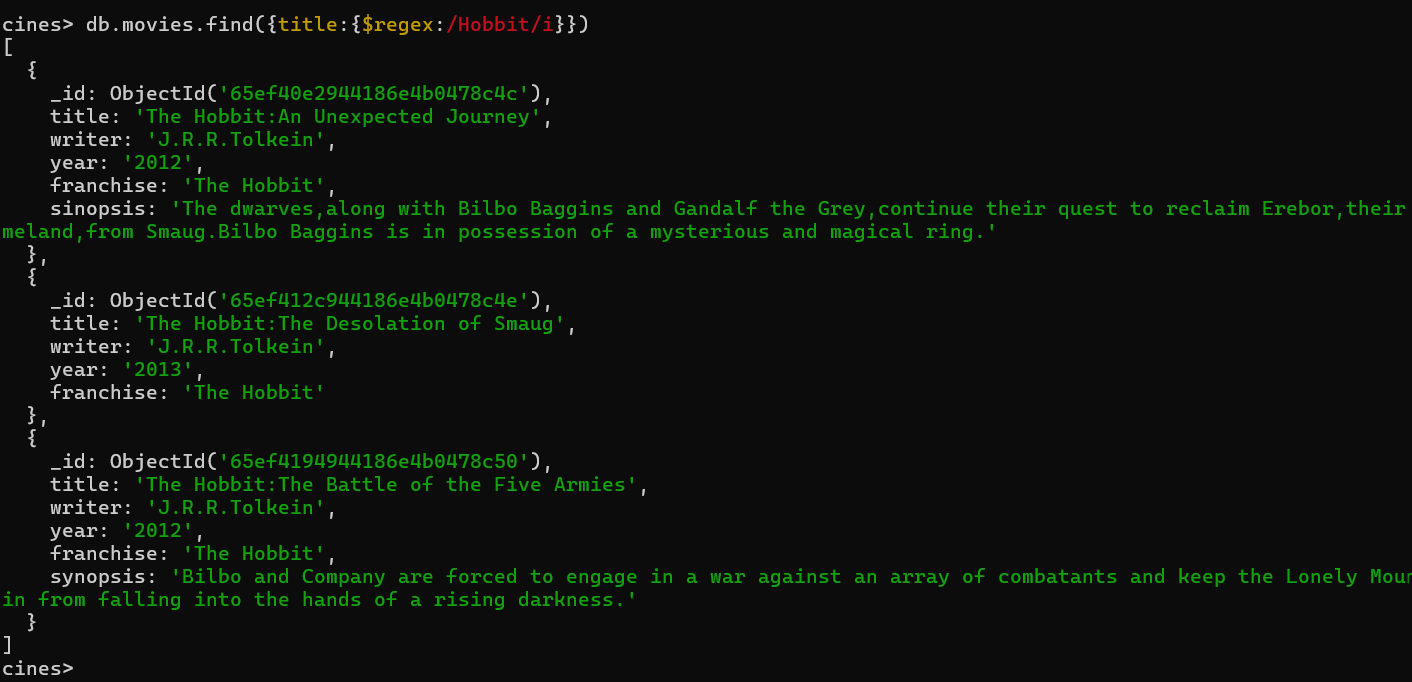 cines> db.movies.find({title:{$regex:/Hobbit/i}})
[
  {
    _id: ObjectId('65ef40e2944186e4b0478c4c'),
    title: 'The Hobbit:An Unexpected Journey',
    writer: 'J.R.R.Tolkein',
    year: '2012',
    franchise: 'The Hobbit',
    sinopsis: 'The dwarves,along with Bilbo Baggins and Gandalf the Grey,continue their quest to reclaim Erebor,their
meland,from Smaug.Bilbo Baggins is in possession of a mysterious and magical ring.'
  },
  {
    _id: ObjectId('65ef412c944186e4b0478c4e'),
    title: 'The Hobbit:The Desolation of Smaug',
    writer: 'J.R.R.Tolkein',
    year: '2013',
    franchise: 'The Hobbit'
  },
  {
    _id: ObjectId('65ef4194944186e4b0478c50'),
    title: 'The Hobbit:The Battle of the Five Armies',
    writer: 'J.R.R.Tolkein',
    year: '2012',
    franchise: 'The Hobbit',
    synopsis: 'Bilbo and Company are forced to engage in a war against an array of combatants and keep the Lonely Moun
in from falling into the hands of a rising darkness.'
  }
]
cines>